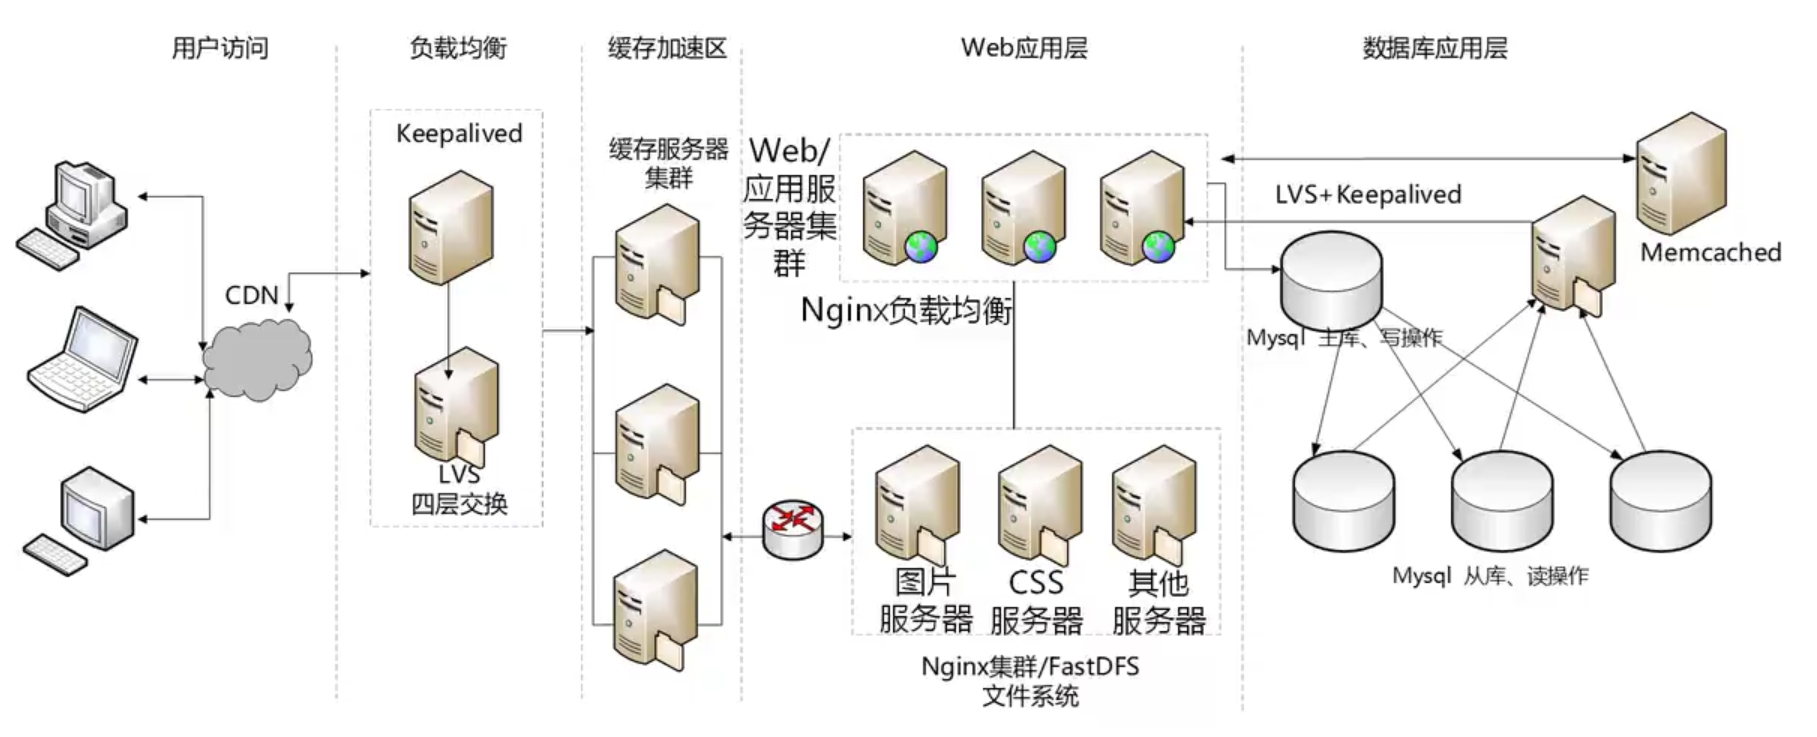 用户访问
负载均衡
缓存加速区
Web应用层
数据库应用层
CDN
Keepalived
LVS
四层交换
缓存服务器
集群
Web/
应用服
务器集
群
Nginx负载均衡
图片
服务器
CSS
服务器
其他
服务器
Nginx集群/FastDFS
文件系统
LVS+Keepalived
Memcached
Mysql 主库、写操作
Mysql 从库、读操作